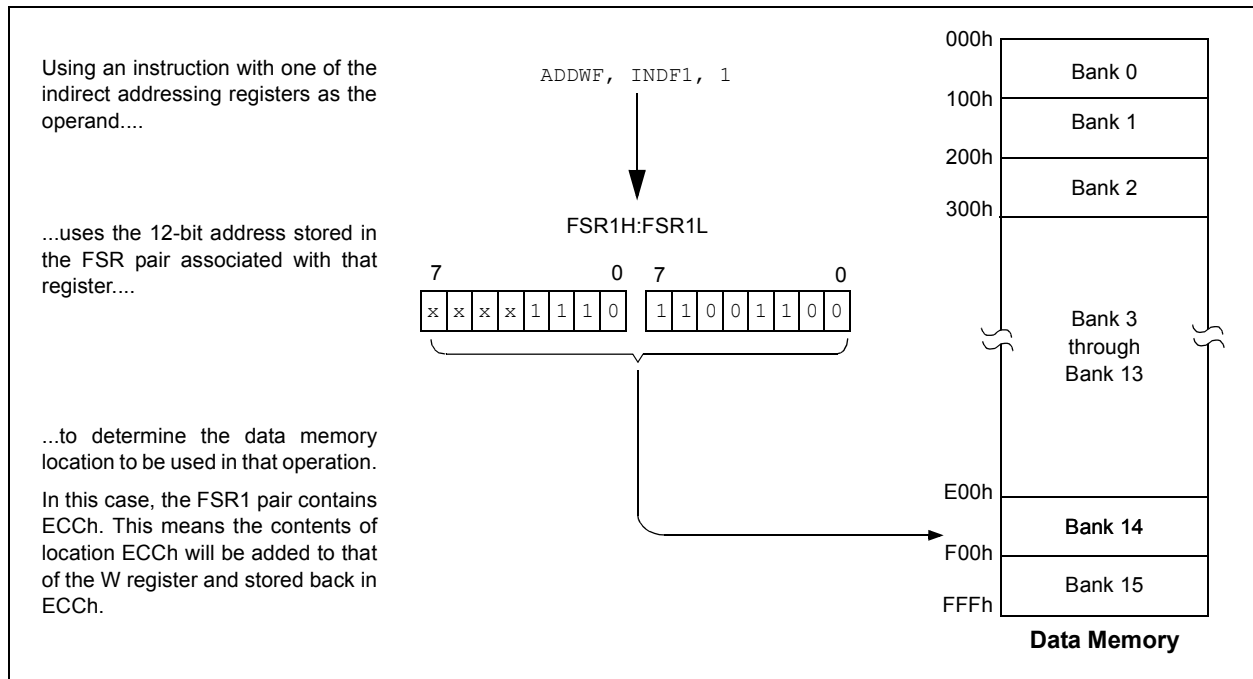 Using an instruction with one of the
indirect addressing registers as the
operand....
...uses the 12-bit address stored in
the FSR pair associated with that
register....
...to determine the data memory
location to be used in that operation.
In this case, the FSR1 pair contains
ECCh. This means the contents of
location ECCh will be added to that
of the W register and stored back in
ECCh.
ADDWF, INDF1, 1
FSR1H:FSR1L
7 0 7 0
x x x x 1 1 1 0 1 1 0 0 1 1 0 0
000h
Bank 0
100h
Bank 1
200h
Bank 2
300h
Bank 3
through
Bank 13
E00h
Bank 14
F00h
Bank 15
FFFh
Data Memory